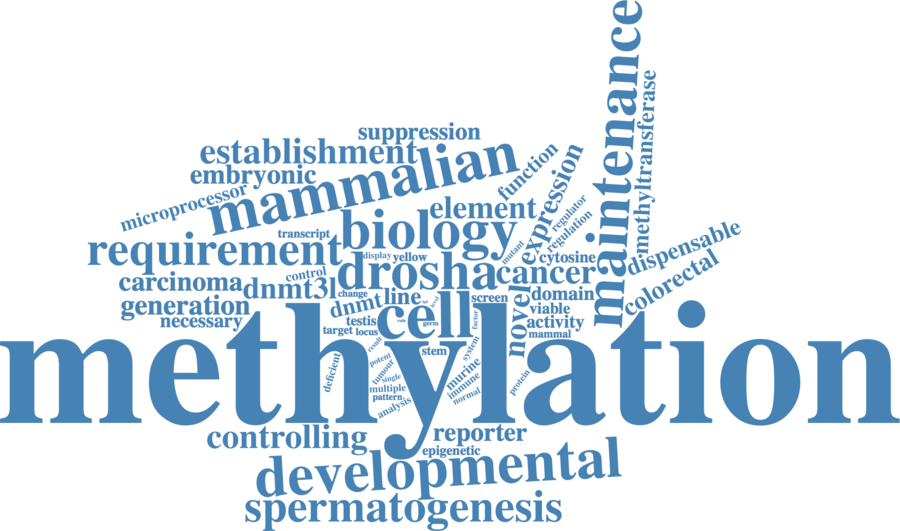 maintenance
methyltransferase
suppression
establishment
mammalian
embryonic
function
expression
microprocessor
element
regulator
regulation
biology
transcript
requirement
mutant
dispensable
display
yellow
cytosine
drosha
cancer
control
carcinoma
dnmt3l
colorectal
change
line
screen
domain
generation
dnmt
cell
novel
viable
level
necessary
testis
germ
factor
activity
target
locus
mammal
methylation
result
stem
system
potent
deficient
tumour
single
murine
multiple
immune
protein
pattern
normal
analysis
controlling
reporter
epigenetic
developmental
spermatogenesis